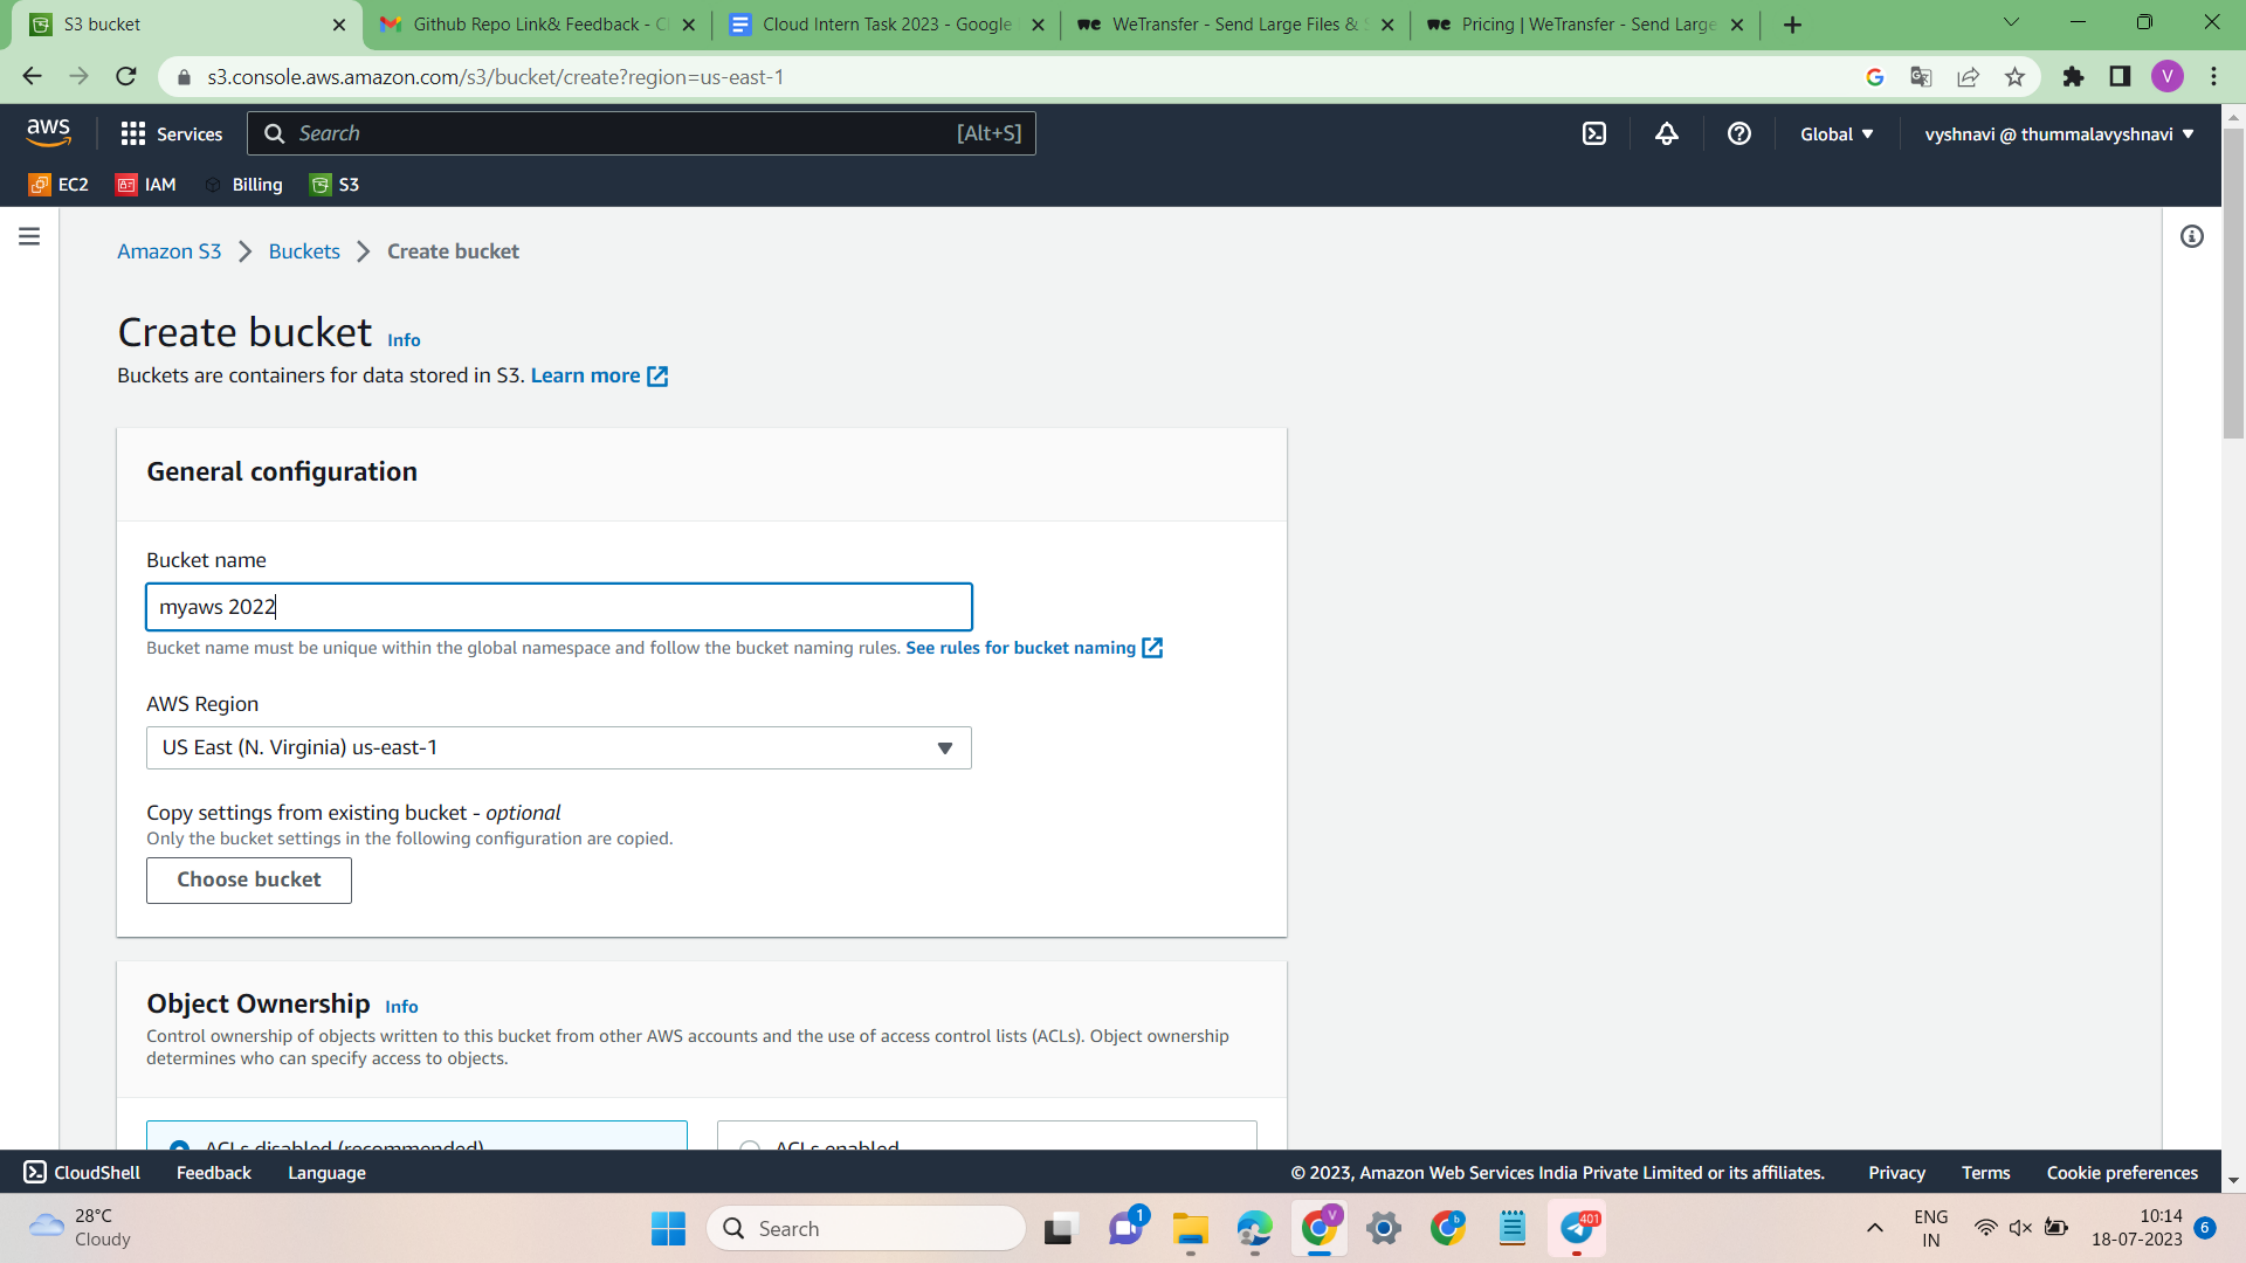 S3 bucket
Github Repo Link& Feedback - C
Cloud Intern Task 2023 - Google
WeTransfer - Send Large Files & S
Pricing | WeTransfer - Send Large
s3.console.aws.amazon.com/s3/bucket/create?region=us-east-1
V
aws
Services
Search
[Alt+S]
Global
vyshnavi @ thummalavyshnavi
EC2
IAM
Billing
S3
Amazon S3
Buckets
Create bucket
Create bucket Info
Buckets are containers for data stored in S3. Learn more
General configuration
Bucket name
myaws 2022
Bucket name must be unique within the global namespace and follow the bucket naming rules. See rules for bucket naming
AWS Region
US East (N. Virginia) us-east-1
Copy settings from existing bucket - optional
Only the bucket settings in the following configuration are copied.
Choose bucket
Object Ownership Info
Control ownership of objects written to this bucket from other AWS accounts and the use of access control lists (ACLs). Object ownership
determines who can specify access to objects.
ACLs disabled (recommended)
ACLs enabled
CloudShell
Feedback
Language
© 2023, Amazon Web Services India Private Limited or its affiliates.
Privacy
Terms
Cookie preferences
28°C
Cloudy
Search
1
V
b
401
ENG
IN
10:14
18-07-2023
6